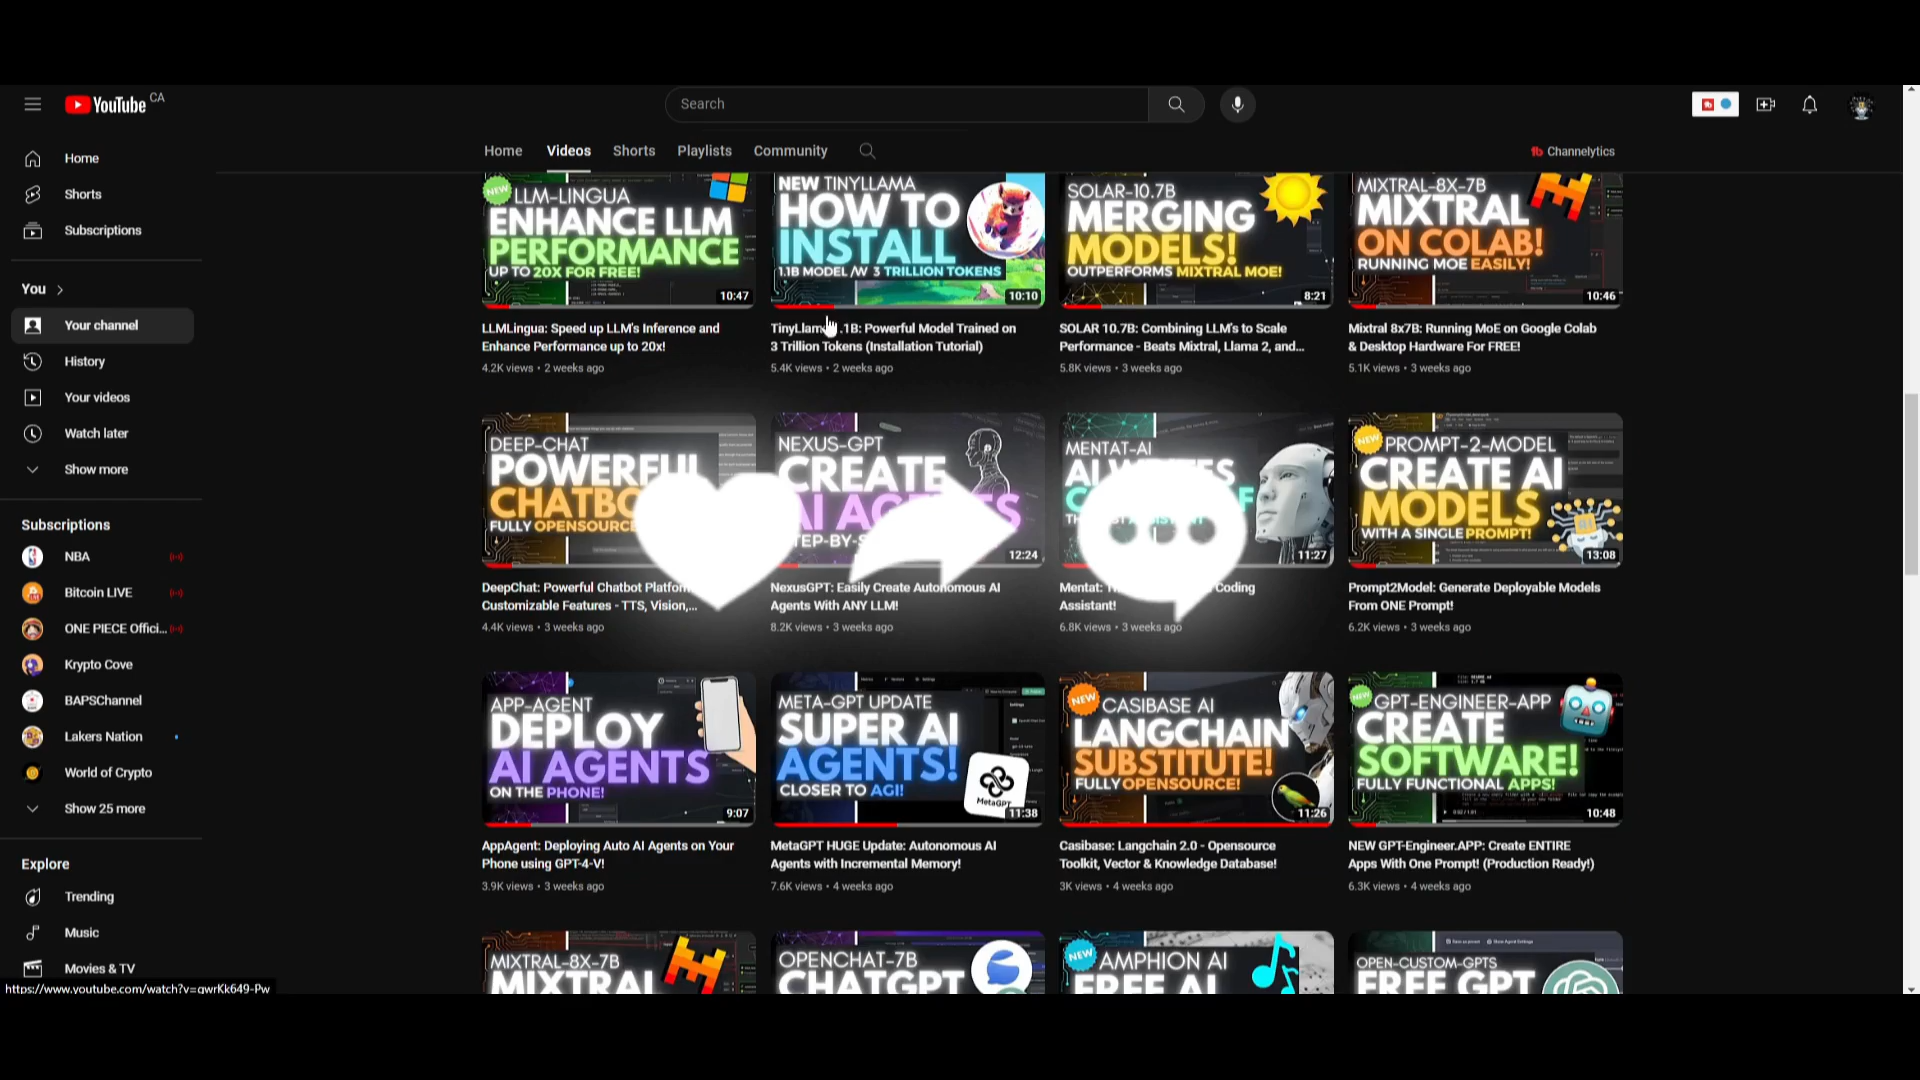 YouTube CA
Search
Home
Shorts
Subscriptions
You
Your channel
History
Your videos
Watch later
Show more
Subscriptions
NBA
Bitcoin LIVE
ONE PIECE Offici...
Krypto Cove
BAPSChannel
Lakers Nation
World of Crypto
Show 25 more
Explore
Trending
Music
Movies & TV
https://www.youtube.com/watch?v=qwrKk649-Pw
Home Videos Shorts Playlists Community
Channelytics
NEW
LLM-LINGUA
ENHANCE LLM
PERFORMANCE
UP TO 20X FOR FREE!
10:47
LLMLingua: Speed up LLM's Inference and
Enhance Performance up to 20x!
4.2K views • 2 weeks ago
NEW TINYLLAMA
HOW TO
INSTALL
1.1B MODEL /W 3 TRILLION TOKENS
10:10
1B: Powerful Model Trained on
3 Trillion Tokens (Installation Tutorial)
5.4K views • 2 weeks ago
SOLAR-10.7B
MERGING
MODELS!
OUTPERFORMS MIXTRAL MOE!
8:21
SOLAR 10.7B: Combining LLM's to Scale
Performance - Beats Mixtral, Llama 2, and...
5.8K views • 3 weeks ago
MIXTRAL-8X-7B
MIXTRAL
ON COLAB!
RUNNING MOE EASILY!
10:46
Mixtral 8x7B: Running MoE on Google Colab
& Desktop Hardware For FREE!
5.1K views • 3 weeks ago
DEEP-CHAT
POWERFUL
FULLY
DeepChat: Powerful Chatbot
Customizable Features - TTS, Vision,...
4.4K views • 3 weeks ago
NEXUS-GPT
CREATE
AI AGENTS
12:24
NexusGPT: Easily Create Autonomous AI
Agents With ANY LLM!
8.2K views • 3 weeks ago
MENTAT-AI
11:27
Mentat: Coding
Assistant!
6.8K views • 3 weeks ago
NEW
PROMPT-2-MODEL
CREATE AI
MODELS
WITH A SINGLE PROMPT!
13:08
Prompt2Model: Generate Deployable Models
From ONE Prompt!
6.2K views • 3 weeks ago
APP-AGENT
DEPLOY
AI AGENTS
ON THE PHONE!
9:07
AppAgent: Deploying Auto AI Agents on Your
Phone using GPT-4-V!
3.9K views • 3 weeks ago
META-GPT UPDATE
SUPER AI
AGENTS!
CLOSER TO AGI!
MetaGPT
11:38
MetaGPT HUGE Update: Autonomous AI
Agents with Incremental Memory!
7.6K views • 4 weeks ago
NEW
CASIBASE AI
LANGCHAIN
SUBSTITUTE!
FULLY OPENSOURCE!
11:26
Casibase: Langchain 2.0 - Opensource
Toolkit, Vector & Knowledge Database!
3K views • 4 weeks ago
NEW
GPT-ENGINEER-APP
CREATE
SOFTWARE!
FULLY FUNCTIONAL APPS!
10:48
NEW GPT-Engineer.APP: Create ENTIRE
Apps With One Prompt! (Production Ready!)
6.3K views • 4 weeks ago
MIXTRAL-8X-7B
MIXTRAL
OPENCHAT-7B
CHATGPT
NEW
AMPHION AI
FREE AI
OPEN-CUSTOM-GPTS
FREE GPT